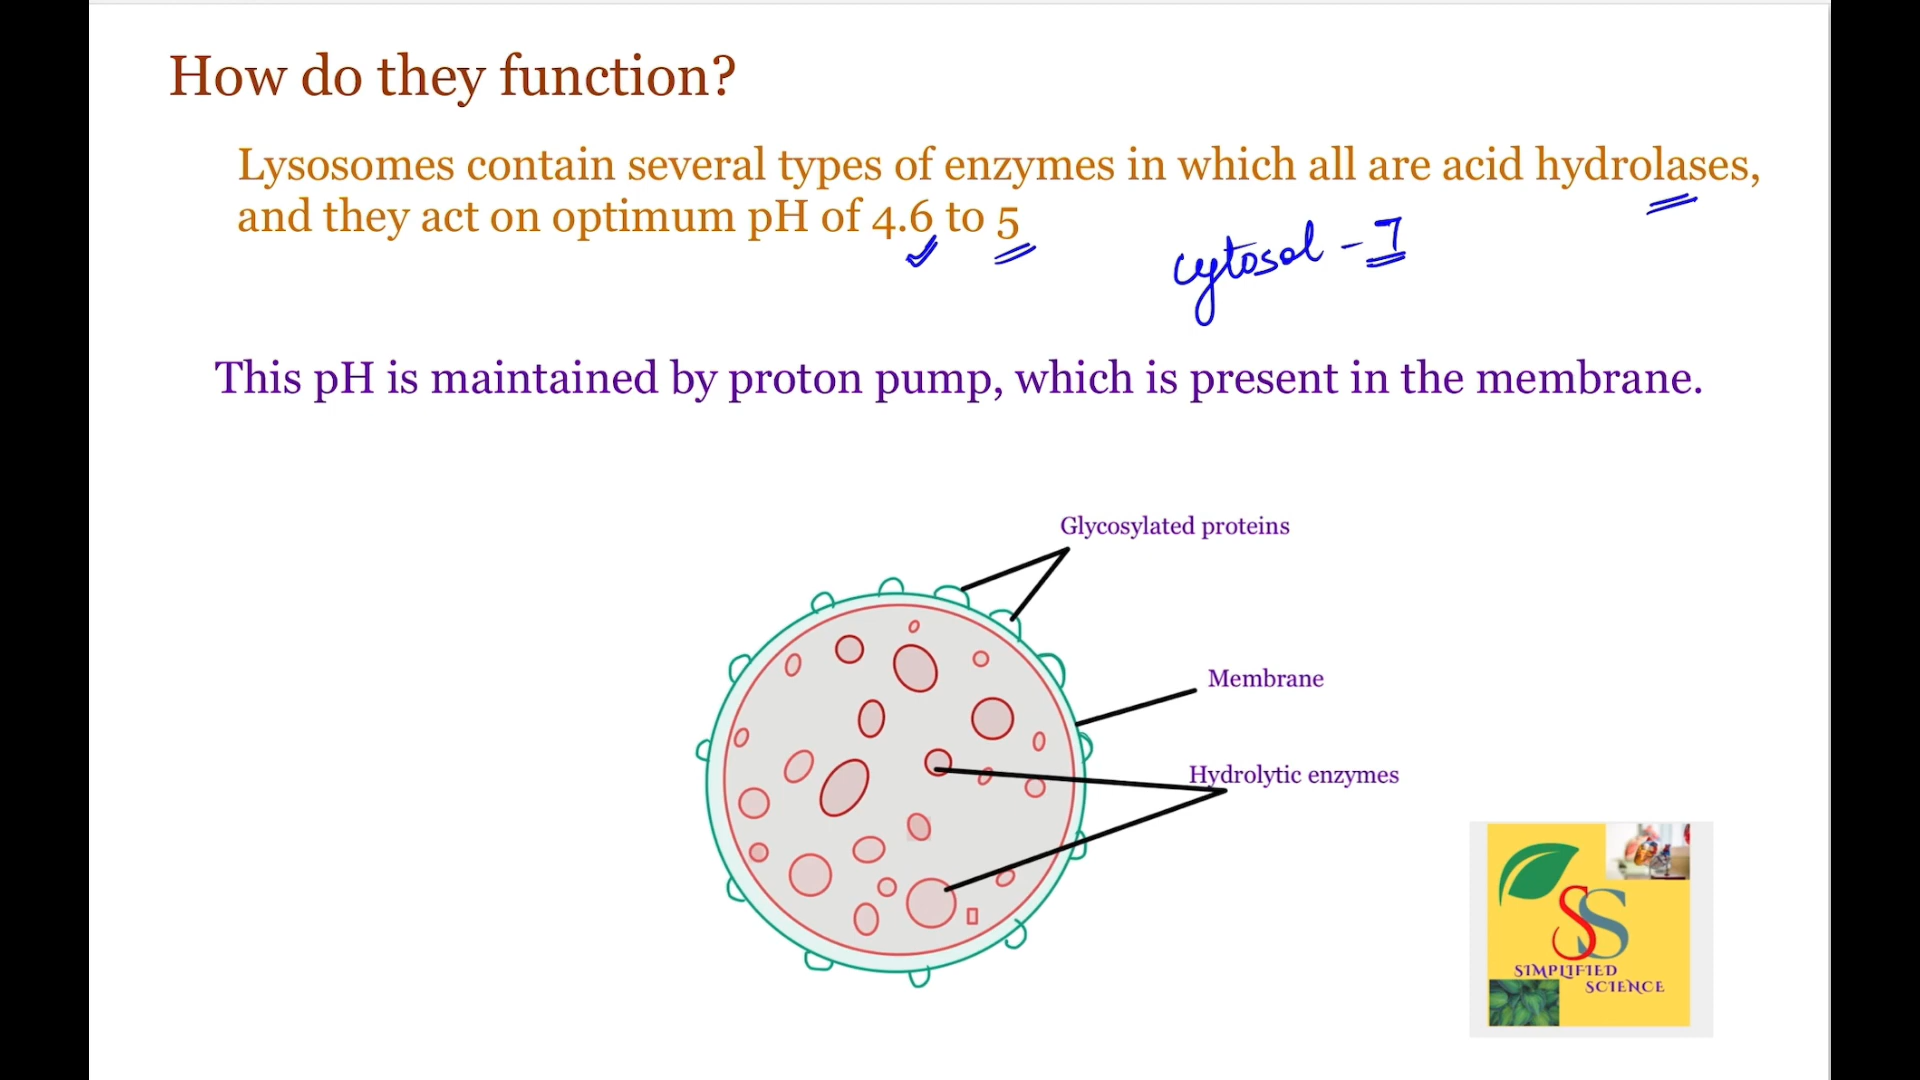 How do they function?
Lysosomes contain several types of enzymes in which all are acid hydrolases,
and they act on optimum pH of 4.6 to 5
cytosol - 7
This pH is maintained by proton pump, which is present in the membrane.
Glycosylated proteins
Membrane
Hydrolytic enzymes
SS
SIMPLIFIED
SCIENCE